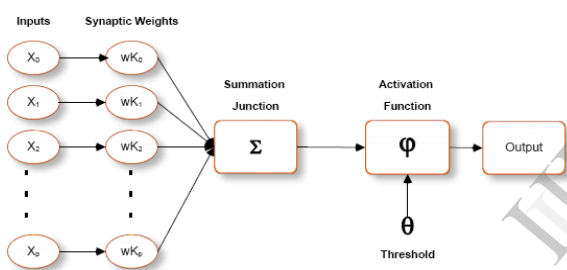 Inputs Synaptic Weights
X₀ wK₀
Summation Junction
Activation Function
X₁ wK₁
X₂ wK₂
Σ φ Output
θ
Threshold
Xₚ wKₚ